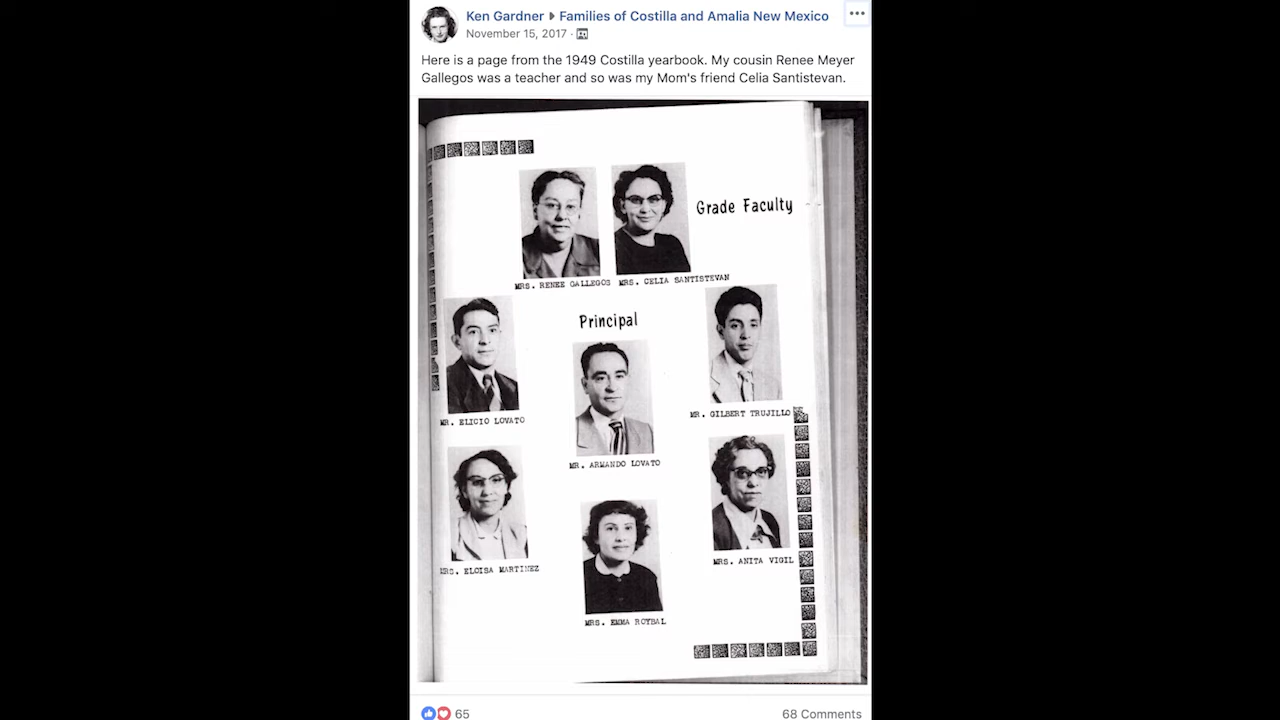 Ken Gardner ▸ Families of Costilla and Amalia New Mexico
November 15, 2017 ·
Here is a page from the 1949 Costilla yearbook. My cousin Renee Meyer
Gallegos was a teacher and so was my Mom's friend Celia Santistevan.
Grade Faculty
MRS. RENEE GALLEGOS MRS. CELIA SANTISTEVAN
Principal
MR. ELICIO LOVATO
MR. GILBERT TRUJILLO
MR. ARMANDO LOVATO
MRS. ELOISA MARTINEZ
MRS. ANITA VIGIL
MRS. EMMA ROYBAL
65
68 Comments